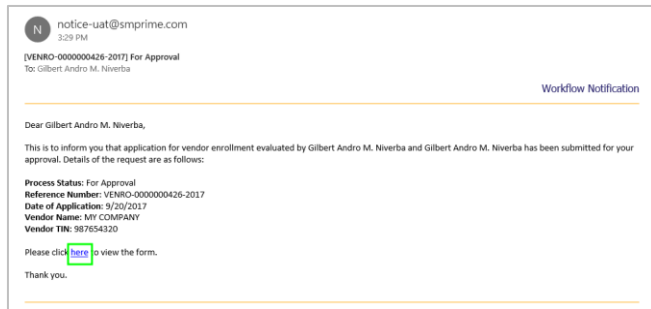 N
notice-uat@smprime.com
3:29 PM
[VENRO-0000000426-2017] For Approval
To: Gilbert Andro M. Niverba
Workflow Notification
Dear Gilbert Andro M. Niverba,
This is to inform you that application for vendor enrollment evaluated by Gilbert Andro M. Niverba and Gilbert Andro M. Niverba has been submitted for your
approval. Details of the request are as follows:
Process Status: For Approval
Reference Number: VENRO-0000000426-2017
Date of Application: 9/20/2017
Vendor Name: MY COMPANY
Vendor TIN: 987654320
Please click here to view the form.
Thank you.